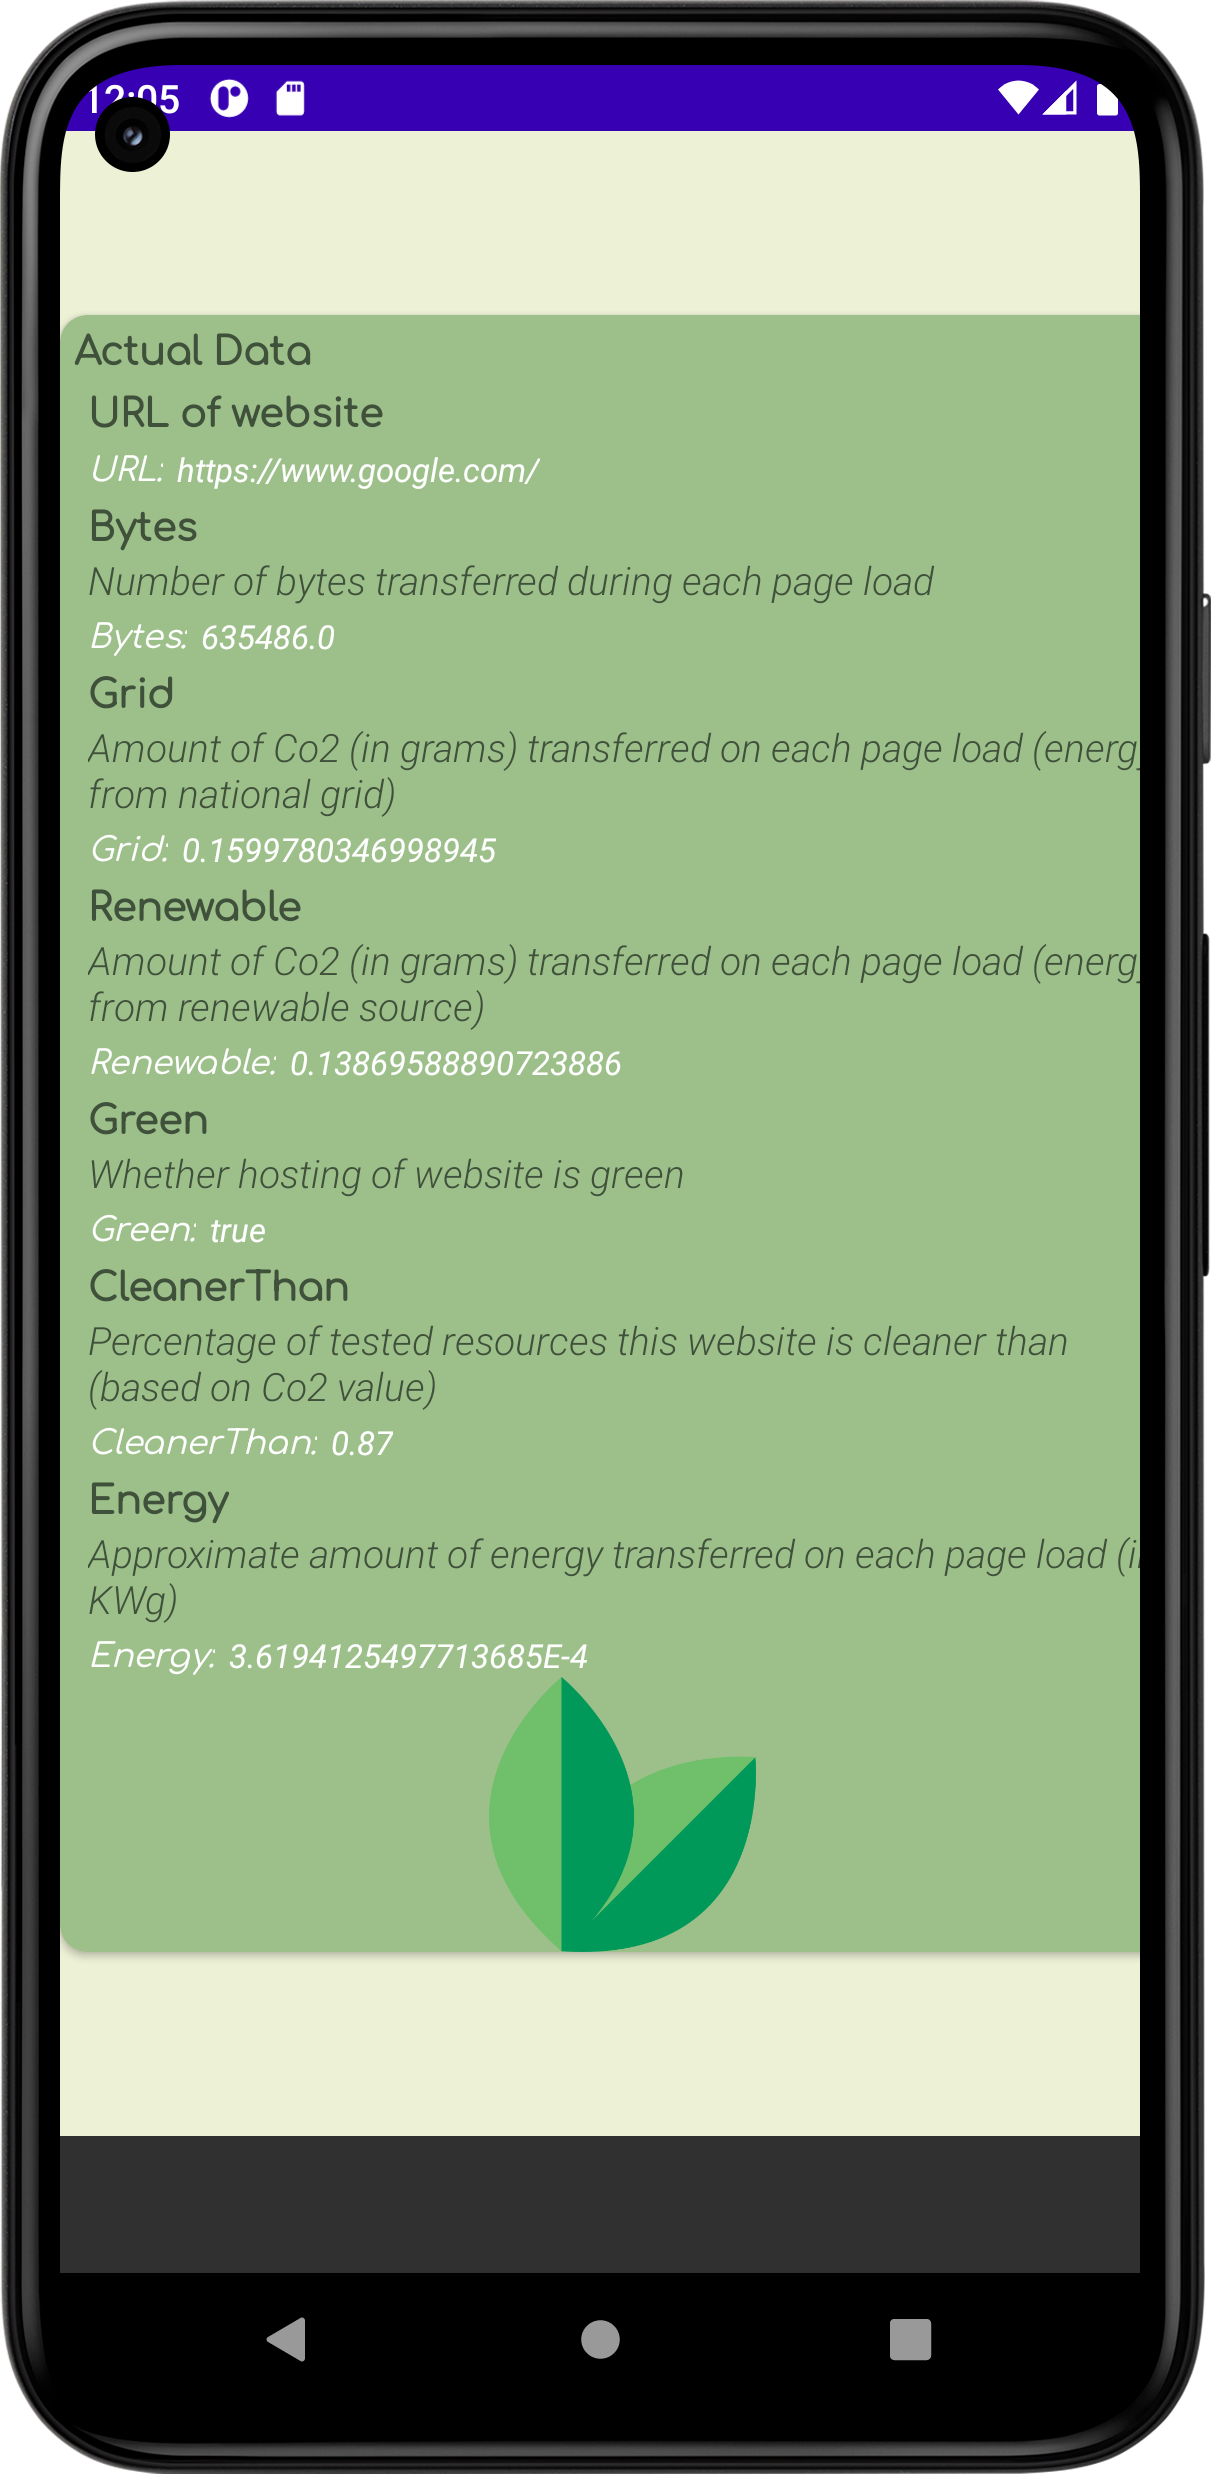 12:05
Actual Data
URL of website
URL: https://www.google.com/
Bytes
Number of bytes transferred during each page load
Bytes: 635486.0
Grid
Amount of Co2 (in grams) transferred on each page load (energy
from national grid)
Grid: 0.1599780346998945
Renewable
Amount of Co2 (in grams) transferred on each page load (energy
from renewable source)
Renewable: 0.13869588890723886
Green
Whether hosting of website is green
Green: true
CleanerThan
Percentage of tested resources this website is cleaner than
(based on Co2 value)
CleanerThan: 0.87
Energy
Approximate amount of energy transferred on each page load (in
KWg)
Energy: 3.6194125497713685E-4